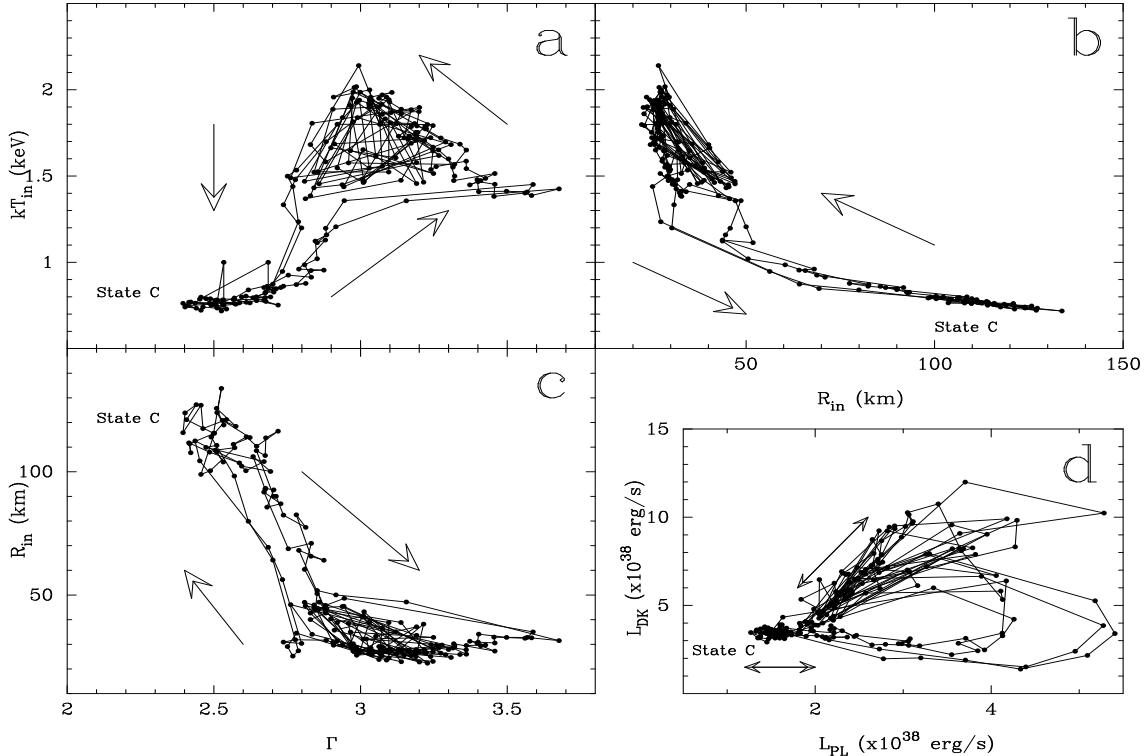 a
b
2
1.5
1
kT_in (keV)
State C
State C
50
100
150
R_in (km)
c
State C
100
50
R_in (km)
2
2.5
3
3.5
Γ
15
10
5
L_DK (x10^38 erg/s)
d
State C
2
4
L_PL (x10^38 erg/s)